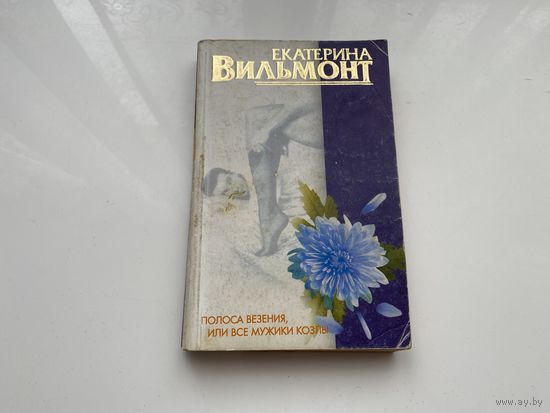 ЕКАТЕРИНА
ВИЛЬМОНТ
ПОЛОСА ВЕЗЕНИЯ,
ИЛИ ВСЕ МУЖИКИ КОЗЛЫ
www.ay.by